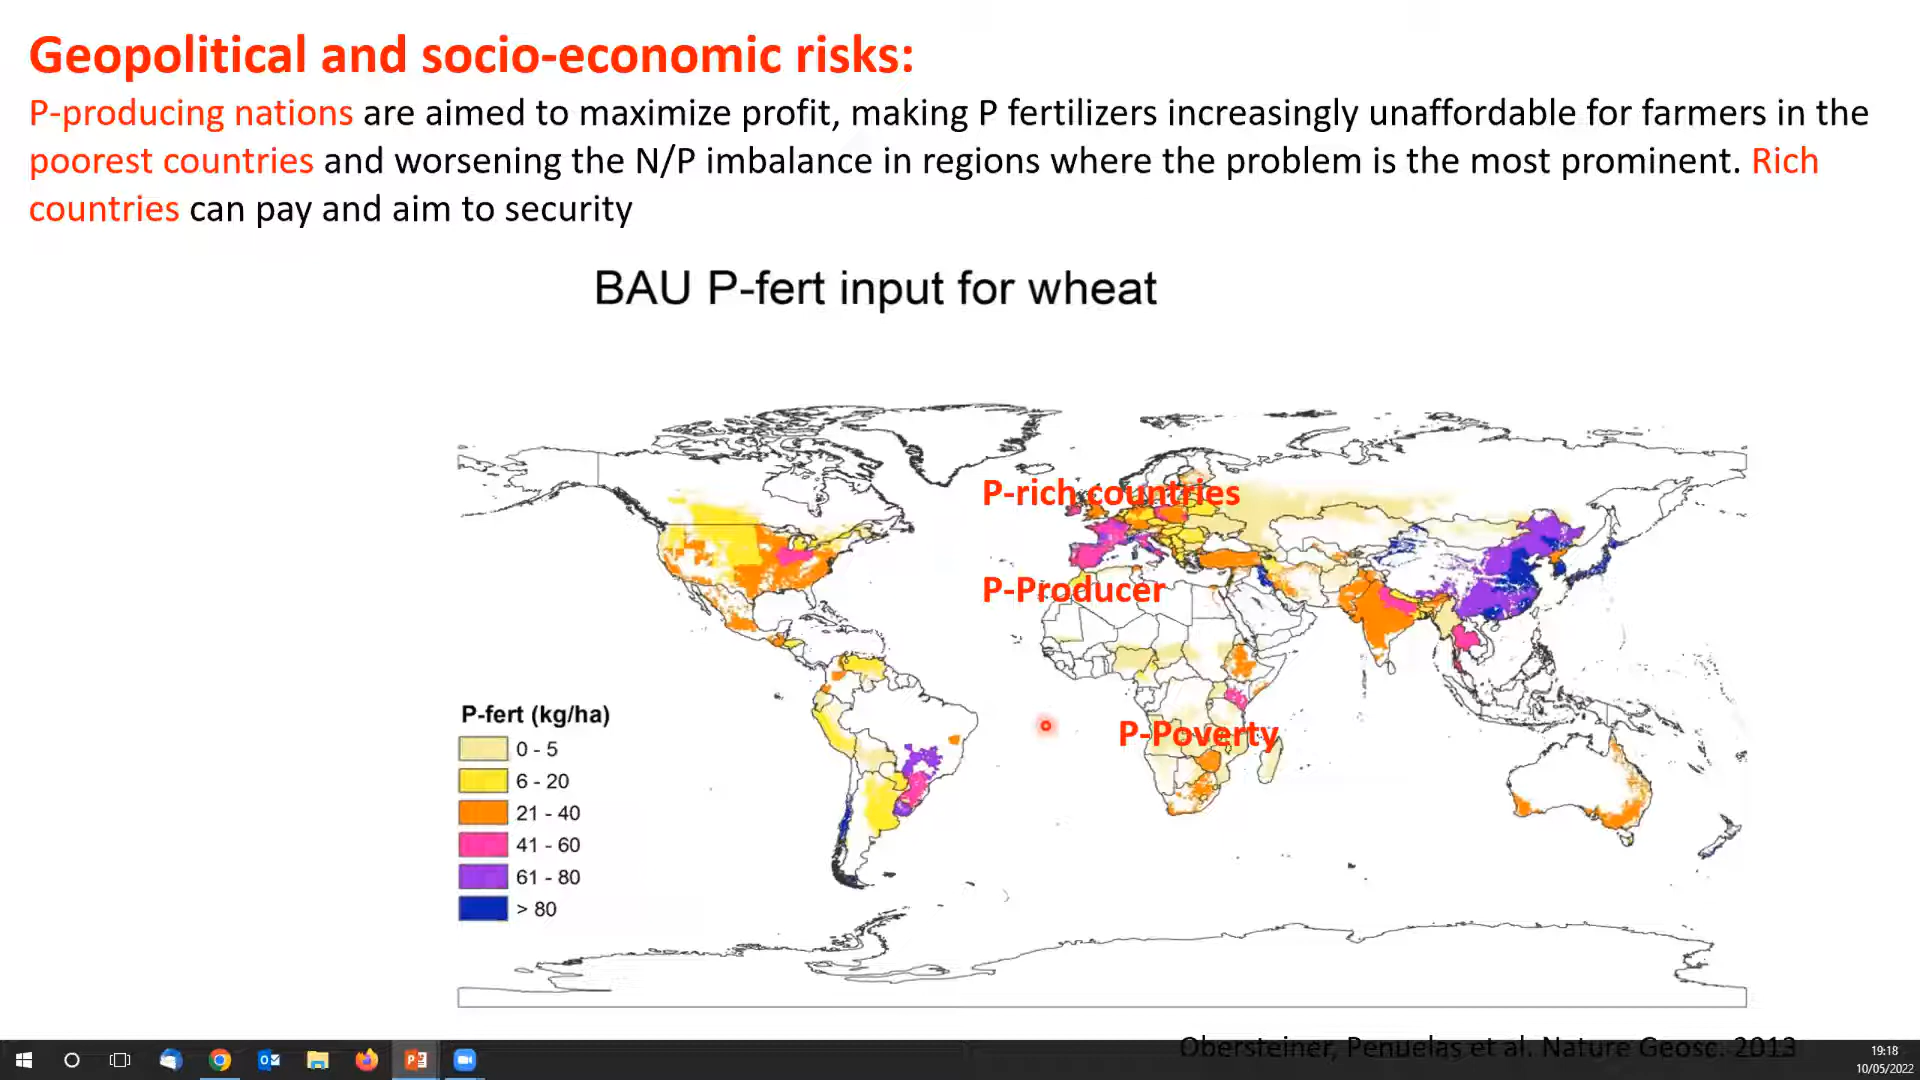 Geopolitical and socio-economic risks:
P-producing nations are aimed to maximize profit, making P fertilizers increasingly unaffordable for farmers in the
poorest countries and worsening the N/P imbalance in regions where the problem is the most prominent. Rich
countries can pay and aim to security
BAU P-fert input for wheat
P-rich countries
P-Producer
P-Poverty
P-fert (kg/ha)
0 - 5
6 - 20
21 - 40
41 - 60
61 - 80
> 80
Obersteiner, Penuelas et al. Nature Geosc. 2013
19:18
10/05/2022